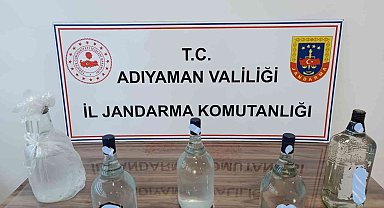 T.C.
ADIYAMAN VALİLİĞİ
İL JANDARMA KOMUTANLIĞI